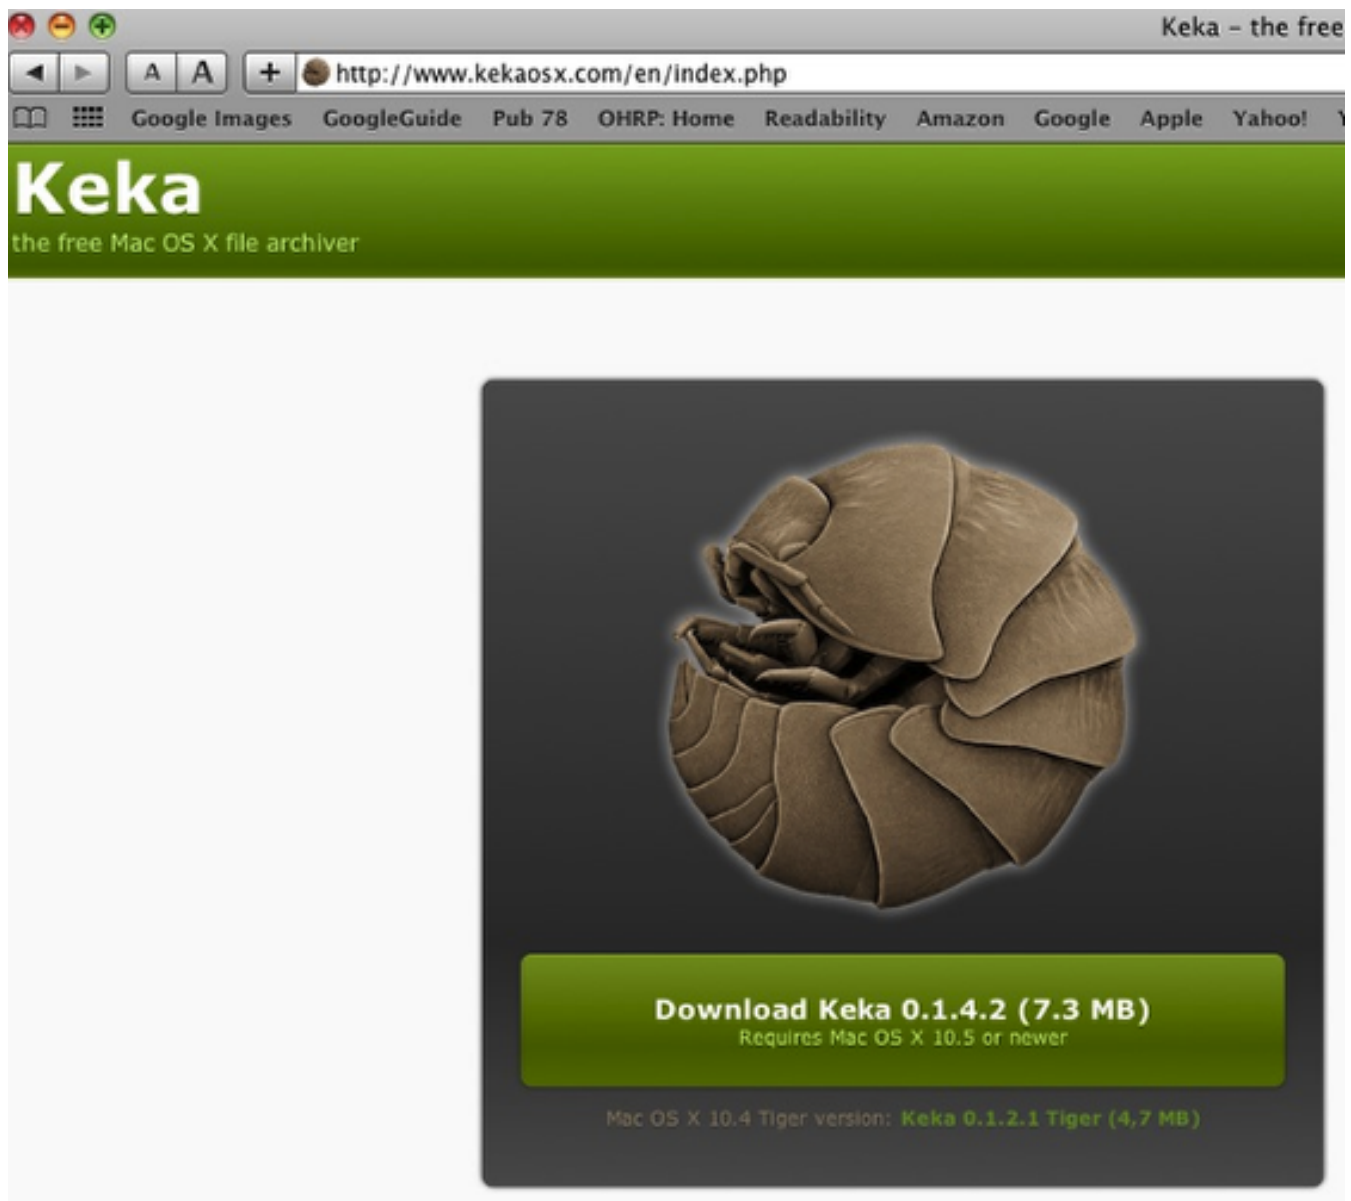 Keka – the free
A A + http://www.kekaosx.com/en/index.php
Google Images GoogleGuide Pub 78 OHRP: Home Readability Amazon Google Apple Yahoo!
Keka
the free Mac OS X file archiver
Download Keka 0.1.4.2 (7.3 MB)
Requires Mac OS X 10.5 or newer
Mac OS X 10.4 Tiger version: Keka 0.1.2.1 Tiger (4,7 MB)